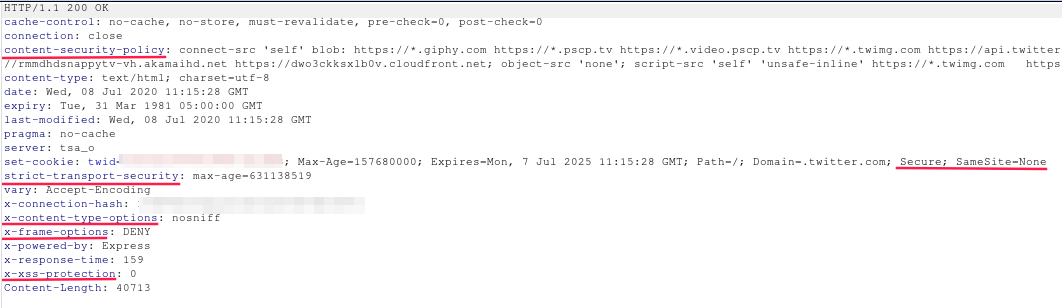 HTTP/1.1 200 OK
cache-control: no-cache, no-store, must-revalidate, pre-check=0, post-check=0
connection: close
content-security-policy: connect-src 'self' blob: https://*.giphy.com https://*.pscp.tv https://*.video.pscp.tv https://*.twimg.com https://api.twitter
//rmmdhdsnappytv-vh.akamaihd.net https://dwo3ckksxlb0v.cloudfront.net; object-src 'none'; script-src 'self' 'unsafe-inline' https://*.twimg.com https
content-type: text/html; charset=utf-8
date: Wed, 08 Jul 2020 11:15:28 GMT
expiry: Tue, 31 Mar 1981 05:00:00 GMT
last-modified: Wed, 08 Jul 2020 11:15:28 GMT
pragma: no-cache
server: tsa_o
set-cookie: twid= ; Max-Age=157680000; Expires=Mon, 7 Jul 2025 11:15:28 GMT; Path=/; Domain=.twitter.com; Secure; SameSite=None
strict-transport-security: max-age=631138519
vary: Accept-Encoding
x-connection-hash:
x-content-type-options: nosniff
x-frame-options: DENY
x-powered-by: Express
x-response-time: 159
x-xss-protection: 0
Content-Length: 40713